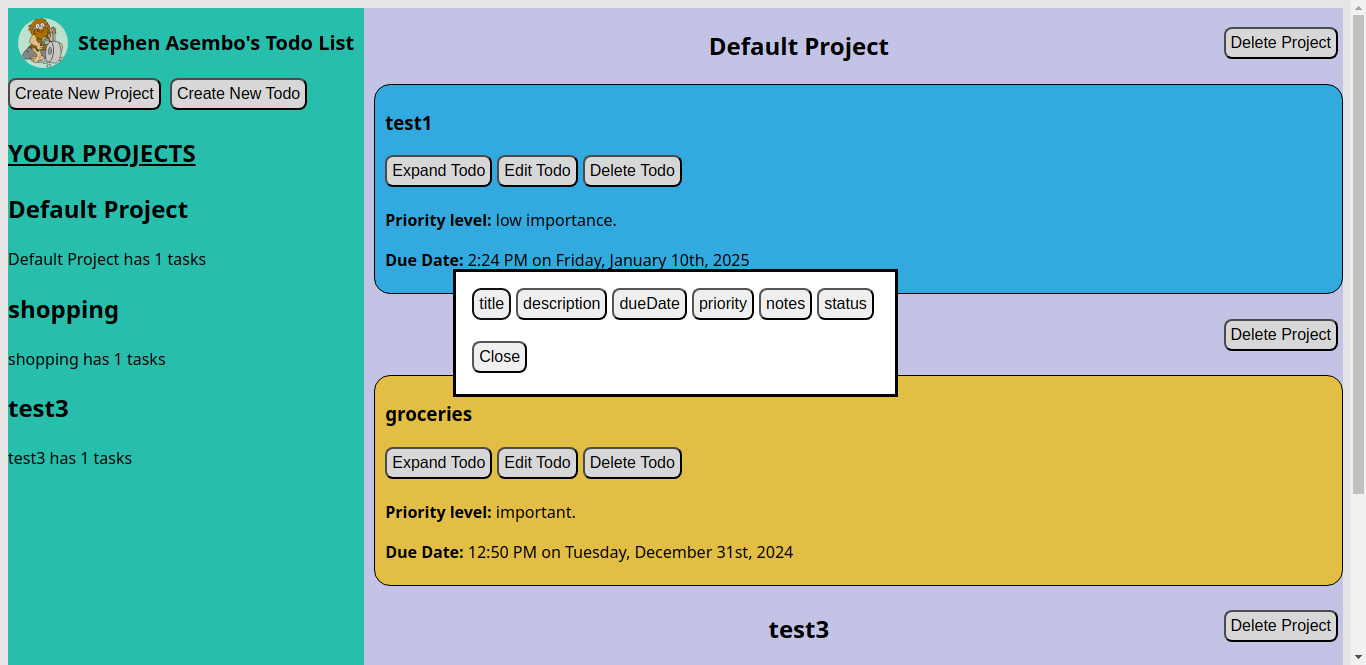 Stephen Asembo's Todo List
Create New Project Create New Todo
YOUR PROJECTS
Default Project
Default Project has 1 tasks
shopping
shopping has 1 tasks
test3
test3 has 1 tasks
Default Project
Delete Project
test1
Expand Todo Edit Todo Delete Todo
Priority level: low importance.
Due Date: 2:24 PM on Friday, January 10th, 2025
title description dueDate priority notes status
Close
Delete Project
groceries
Expand Todo Edit Todo Delete Todo
Priority level: important.
Due Date: 12:50 PM on Tuesday, December 31st, 2024
test3
Delete Project